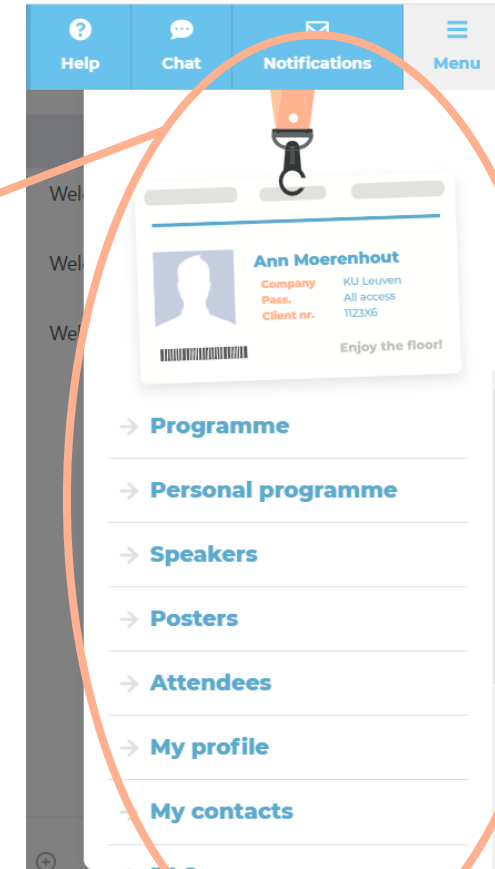 Help Chat Notifications Menu
Ann Moerenhout
Company KU Leuven
Pass. All access
Client nr. 1123X6
Enjoy the floor!
Programme
Personal programme
Speakers
Posters
Attendees
My profile
My contacts